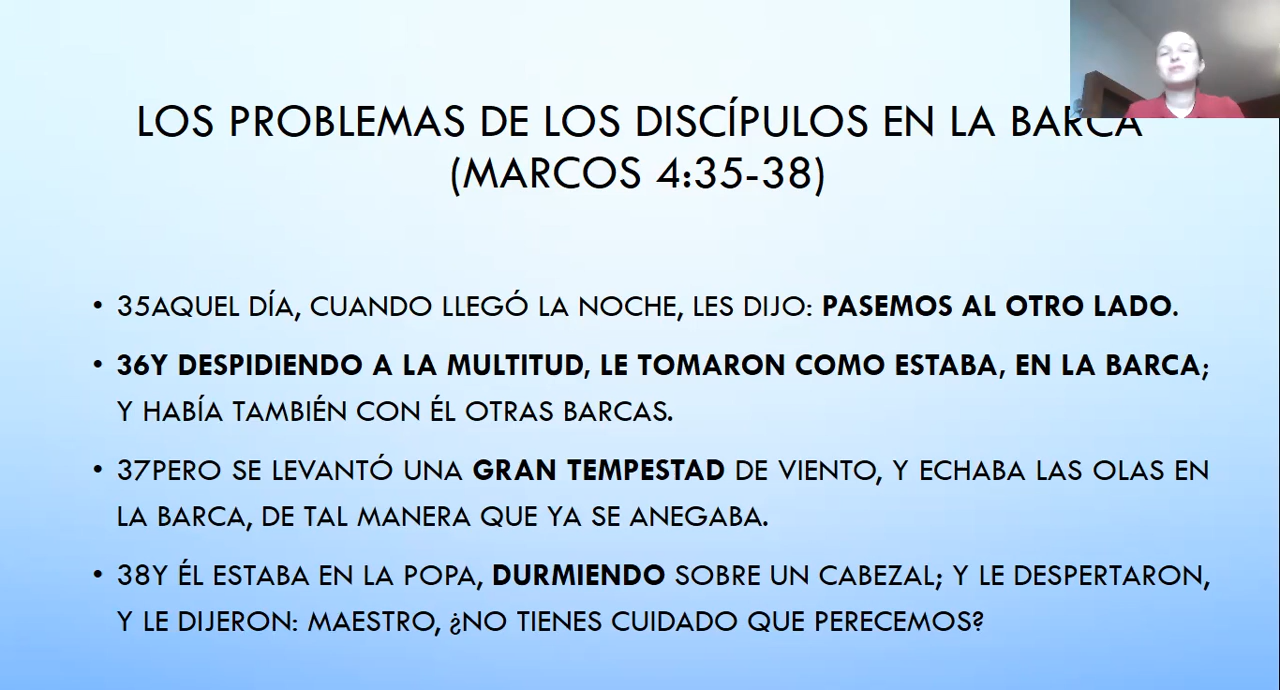 LOS PROBLEMAS DE LOS DISCÍPULOS EN LA BARCA
(MARCOS 4:35-38)
• 35AQUEL DÍA, CUANDO LLEGÓ LA NOCHE, LES DIJO: PASEMOS AL OTRO LADO.
• 36Y DESPIDIENDO A LA MULTITUD, LE TOMARON COMO ESTABA, EN LA BARCA;
Y HABÍA TAMBIÉN CON ÉL OTRAS BARCAS.
• 37PERO SE LEVANTÓ UNA GRAN TEMPESTAD DE VIENTO, Y ECHABA LAS OLAS EN
LA BARCA, DE TAL MANERA QUE YA SE ANEGABA.
• 38Y ÉL ESTABA EN LA POPA, DURMIENDO SOBRE UN CABEZAL; Y LE DESPERTARON,
Y LE DIJERON: MAESTRO, ¿NO TIENES CUIDADO QUE PERECEMOS?